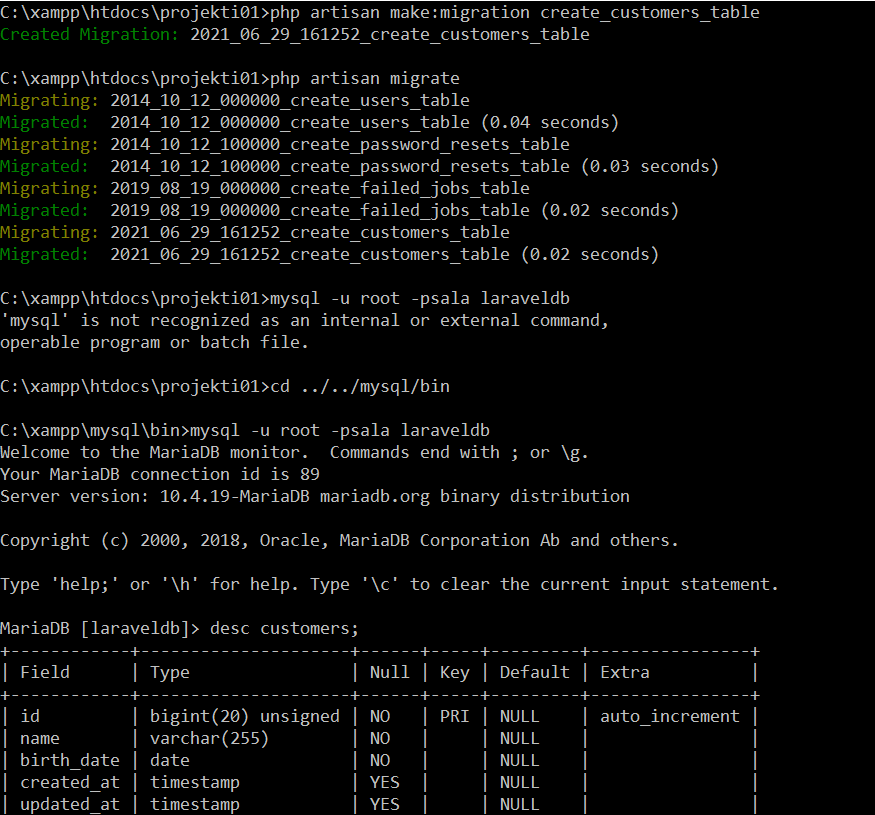 C:\xampp\htdocs\projekti01>php artisan make:migration create_customers_table
Created Migration: 2021_06_29_161252_create_customers_table
C:\xampp\htdocs\projekti01>php artisan migrate
Migrating: 2014_10_12_000000_create_users_table
Migrated:  2014_10_12_000000_create_users_table (0.04 seconds)
Migrating: 2014_10_12_100000_create_password_resets_table
Migrated:  2014_10_12_100000_create_password_resets_table (0.03 seconds)
Migrating: 2019_08_19_000000_create_failed_jobs_table
Migrated:  2019_08_19_000000_create_failed_jobs_table (0.02 seconds)
Migrating: 2021_06_29_161252_create_customers_table
Migrated:  2021_06_29_161252_create_customers_table (0.02 seconds)
C:\xampp\htdocs\projekti01>mysql -u root -psala laraveldb
'mysql' is not recognized as an internal or external command,
operable program or batch file.
C:\xampp\htdocs\projekti01>cd ../../mysql/bin
C:\xampp\mysql\bin>mysql -u root -psala laraveldb
Welcome to the MariaDB monitor.  Commands end with ; or \g.
Your MariaDB connection id is 89
Server version: 10.4.19-MariaDB mariadb.org binary distribution
Copyright (c) 2000, 2018, Oracle, MariaDB Corporation Ab and others.
Type 'help;' or '\h' for help. Type '\c' to clear the current input statement.
MariaDB [laraveldb]> desc customers;
+------------+---------------------+------+-----+---------+----------------+
| Field      | Type                | Null | Key | Default | Extra          |
+------------+---------------------+------+-----+---------+----------------+
| id         | bigint(20) unsigned | NO   | PRI | NULL    | auto_increment |
| name       | varchar(255)        | NO   |     | NULL    |                |
| birth_date | date                | NO   |     | NULL    |                |
| created_at | timestamp           | YES  |     | NULL    |                |
| updated_at | timestamp           | YES  |     | NULL    |                |